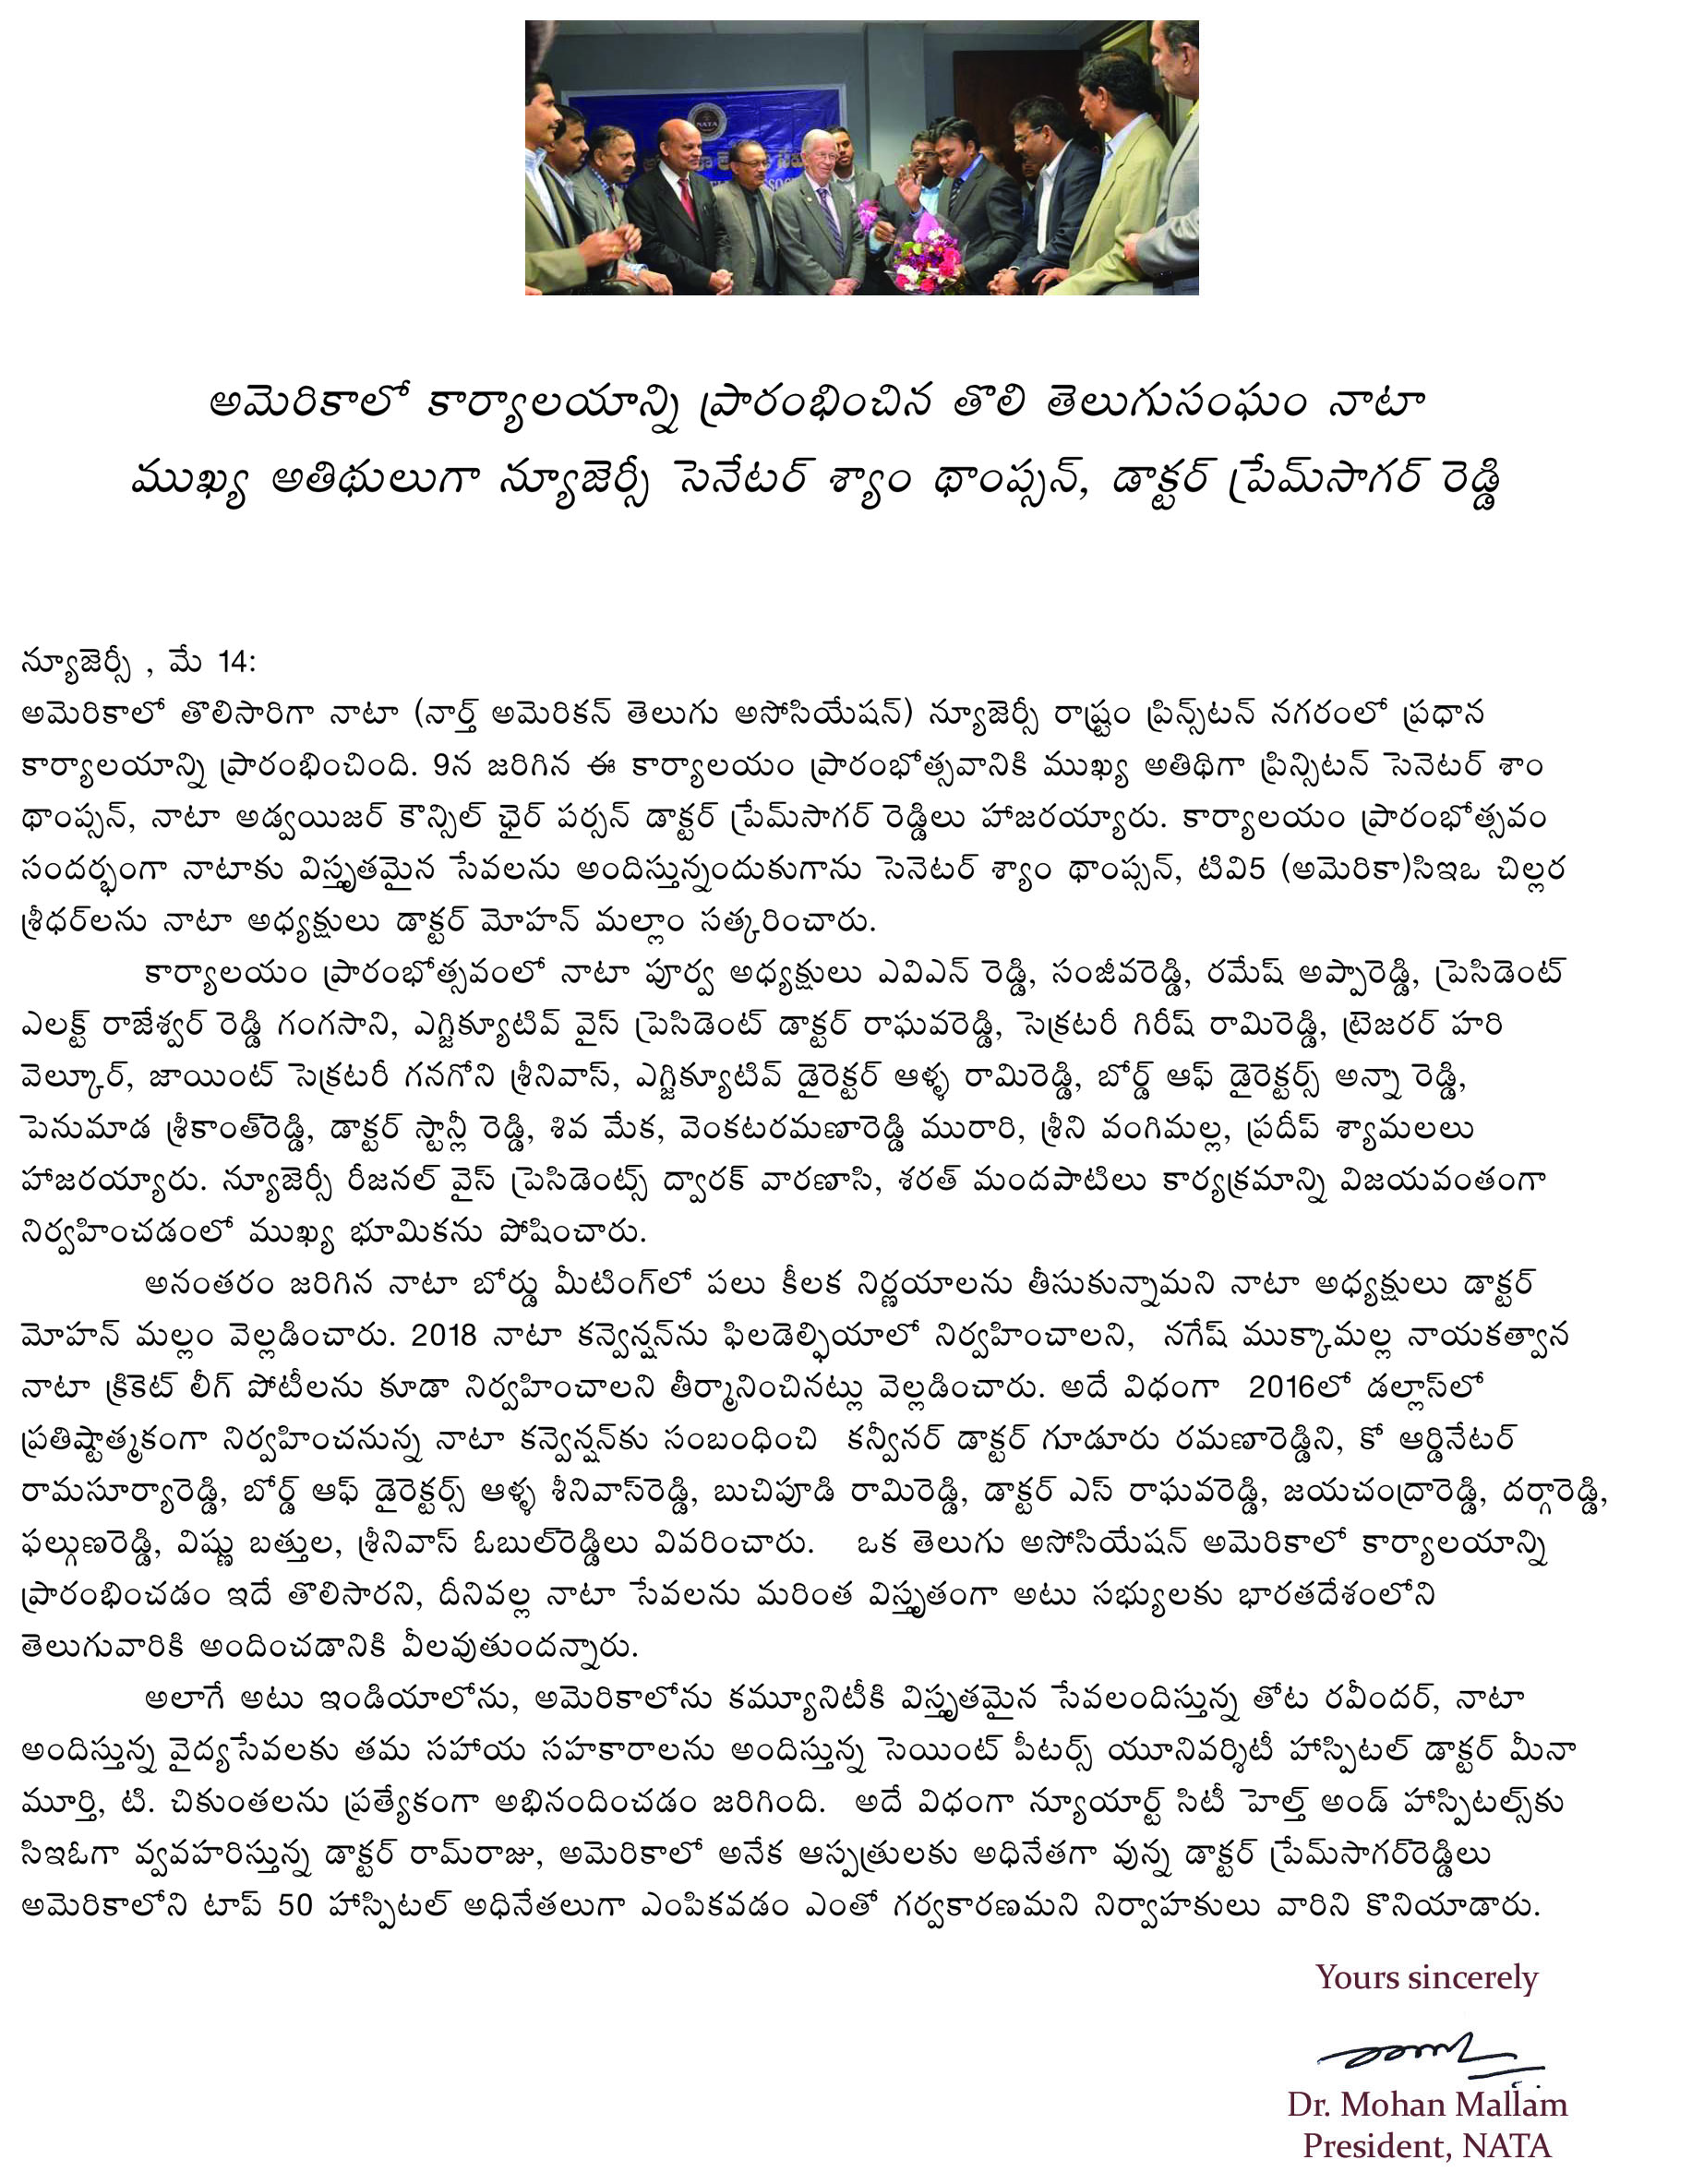 NATA
అమెరికాలో కార్యాలయాన్ని ప్రారంభించిన తొలి తెలుగుసంఘం నాటా
ముఖ్య అతిథులుగా న్యూజెర్సీ సెనేటర్ శ్యాం థాంప్సన్, డాక్టర్ ప్రేమ్‌సాగర్ రెడ్డి
న్యూజెర్సీ , మే 14:
అమెరికాలో తొలిసారిగా నాటా (నార్త్ అమెరికన్ తెలుగు అసోసియేషన్) న్యూజెర్సీ రాష్ట్రం ప్రిన్స్‌టన్ నగరంలో ప్రధాన
కార్యాలయాన్ని ప్రారంభించింది. 9న జరిగిన ఈ కార్యాలయం ప్రారంభోత్సవానికి ముఖ్య అతిథిగా ప్రిన్సిటన్ సెనెటర్ శాం
థాంప్సన్, నాటా అడ్వయిజర్ కౌన్సిల్ ఛైర్ పర్సన్ డాక్టర్ ప్రేమ్‌సాగర్ రెడ్డిలు హాజరయ్యారు. కార్యాలయం ప్రారంభోత్సవం
సందర్భంగా నాటాకు విస్తృతమైన సేవలను అందిస్తున్నందుకుగాను సెనెటర్ శ్యాం థాంప్సన్, టివి5 (అమెరికా)సిఇఒ చిల్లర
శ్రీధర్‌లను నాటా అధ్యక్షులు డాక్టర్ మోహన్ మల్లాం సత్కరించారు.
కార్యాలయం ప్రారంభోత్సవంలో నాటా పూర్వ అధ్యక్షులు ఎవిఎన్ రెడ్డి, సంజీవరెడ్డి, రమేష్ అప్పారెడ్డి, ప్రెసిడెంట్
ఎలక్ట్ రాజేశ్వర్ రెడ్డి గంగసాని, ఎగ్జిక్యూటివ్ వైస్ ప్రెసిడెంట్ డాక్టర్ రాఘవరెడ్డి, సెక్రటరీ గిరీష్ రామిరెడ్డి, ట్రెజరర్ హరి
వెల్కూర్, జాయింట్ సెక్రటరీ గనగోని శ్రీనివాస్, ఎగ్జిక్యూటివ్ డైరెక్టర్ ఆళ్ళ రామిరెడ్డి, బోర్డ్ ఆఫ్ డైరెక్టర్స్ అన్నా రెడ్డి,
పెనుమాడ శ్రీకాంత్‌రెడ్డి, డాక్టర్ స్టాన్లీ రెడ్డి, శివ మేక, వెంకటరమణారెడ్డి మురారి, శ్రీని వంగిమల్ల, ప్రదీప్ శ్యామలలు
హాజరయ్యారు. న్యూజెర్సీ రీజనల్ వైస్ ప్రెసిడెంట్స్ ద్వారక్ వారణాసి, శరత్ మందపాటిలు కార్యక్రమాన్ని విజయవంతంగా
నిర్వహించడంలో ముఖ్య భూమికను పోషించారు.
అనంతరం జరిగిన నాటా బోర్డు మీటింగ్‌లో పలు కీలక నిర్ణయాలను తీసుకున్నామని నాటా అధ్యక్షులు డాక్టర్
మోహన్ మల్లం వెల్లడించారు. 2018 నాటా కన్వెన్షన్‌ను ఫిలడెల్ఫియాలో నిర్వహించాలని, నగేష్ ముక్కామల్ల నాయకత్వాన
నాటా క్రికెట్ లీగ్ పోటీలను కూడా నిర్వహించాలని తీర్మానించినట్లు వెల్లడించారు. అదే విధంగా 2016లో డల్లాస్‌లో
ప్రతిష్టాత్మకంగా నిర్వహించనున్న నాటా కన్వెన్షన్‌కు సంబంధించి కన్వీనర్ డాక్టర్ గూడూరు రమణారెడ్డిని, కో ఆర్డినేటర్
రామసూర్యారెడ్డి, బోర్డ్ ఆఫ్ డైరెక్టర్స్ ఆళ్ళ శీనివాస్‌రెడ్డి, బుచిపూడి రామిరెడ్డి, డాక్టర్ ఎస్ రాఘవరెడ్డి, జయచంద్రారెడ్డి, దర్గారెడ్డి,
ఫల్గుణరెడ్డి, విష్ణు బత్తుల, శ్రీనివాస్ ఓబుల్‌రెడ్డిలు వివరించారు. ఒక తెలుగు అసోసియేషన్ అమెరికాలో కార్యాలయాన్ని
ప్రారంభించడం ఇదే తొలిసారని, దీనివల్ల నాటా సేవలను మరింత విస్తృతంగా అటు సభ్యులకు భారతదేశంలోని
తెలుగువారికి అందించడానికి వీలవుతుందన్నారు.
అలాగే అటు ఇండియాలోను, అమెరికాలోను కమ్యూనిటీకి విస్తృతమైన సేవలందిస్తున్న తోట రవీందర్, నాటా
అందిస్తున్న వైద్యసేవలకు తమ సహాయ సహకారాలను అందిస్తున్న సెయింట్ పీటర్స్ యూనివర్శిటీ హాస్పిటల్ డాక్టర్ మీనా
మూర్తి, టి. చికుంతలను ప్రత్యేకంగా అభినందించడం జరిగింది. అదే విధంగా న్యూయార్ట్ సిటీ హెల్త్ అండ్ హాస్పిటల్స్‌కు
సిఇఓగా వ్వవహరిస్తున్న డాక్టర్ రామ్‌రాజు, అమెరికాలో అనేక ఆస్పత్రులకు అధినేతగా వున్న డాక్టర్ ప్రేమ్‌సాగర్‌రెడ్డిలు
అమెరికాలోని టాప్ 50 హాస్పిటల్ అధినేతలుగా ఎంపికవడం ఎంతో గర్వకారణమని నిర్వాహకులు వారిని కొనియాడారు.
Yours sincerely
Dr. Mohan Mallam
President, NATA